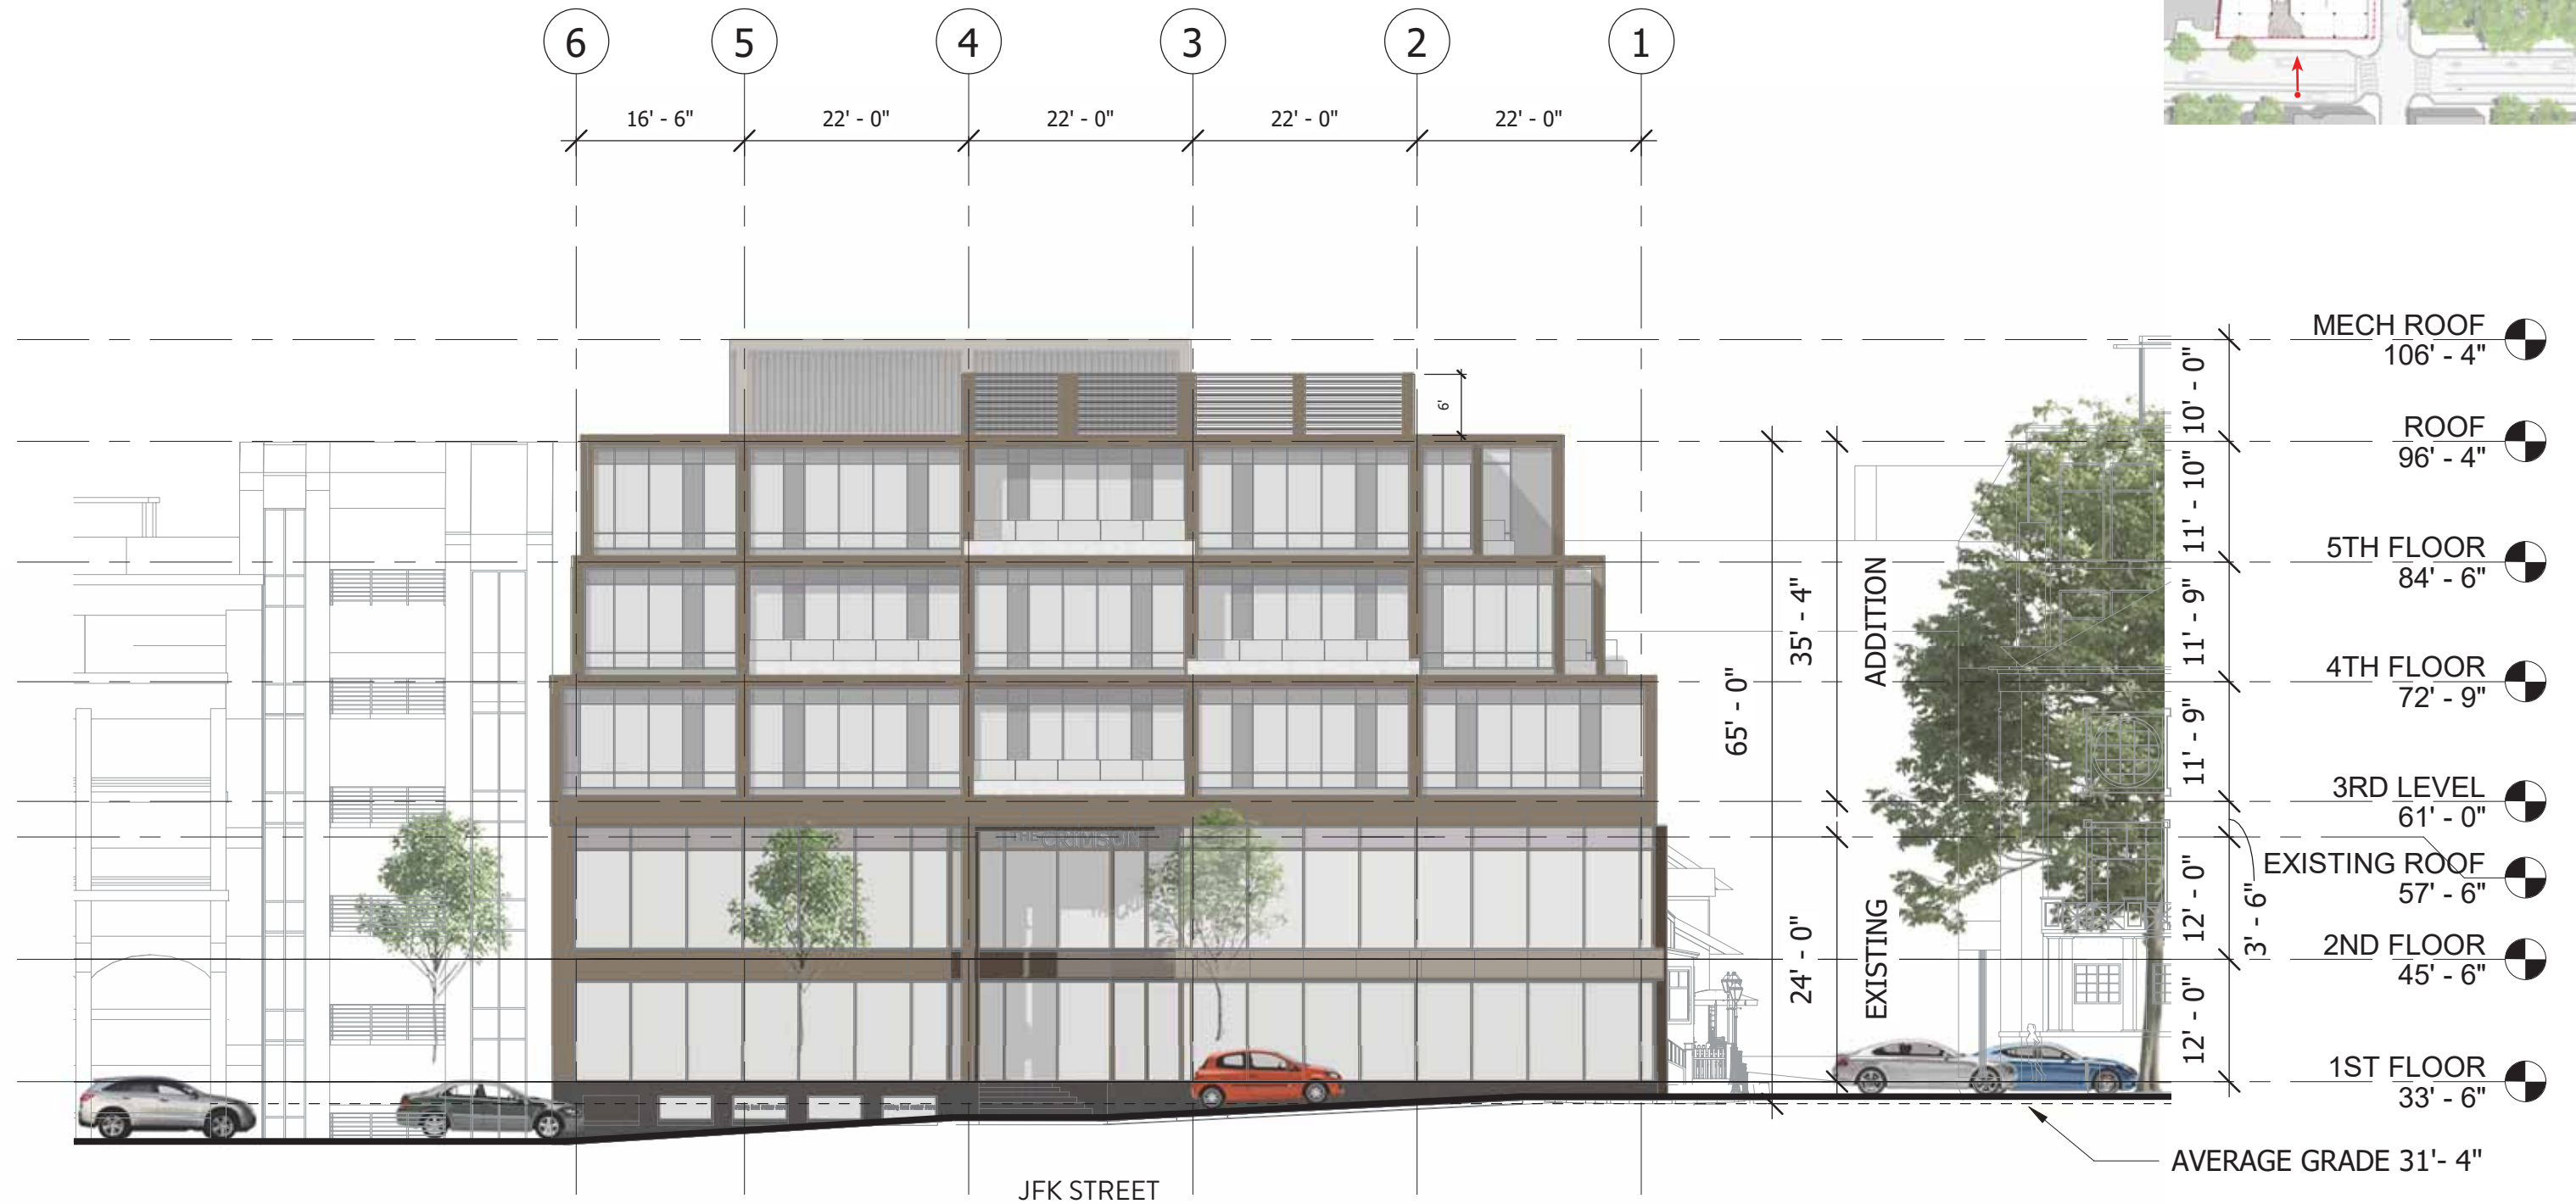 6 5 4 3 2 1
16' - 6" 22' - 0" 22' - 0" 22' - 0" 22' - 0"
6'
THE CRIMSON
65' - 0"
35' - 4"
24' - 0"
ADDITION
EXISTING
10' - 0"
11' - 10"
11' - 9"
11' - 9"
12' - 0"
12' - 0"
3' - 6"
MECH ROOF
106' - 4"
ROOF
96' - 4"
5TH FLOOR
84' - 6"
4TH FLOOR
72' - 9"
3RD LEVEL
61' - 0"
EXISTING ROOF
57' - 6"
2ND FLOOR
45' - 6"
1ST FLOOR
33' - 6"
AVERAGE GRADE 31'- 4"
JFK STREET